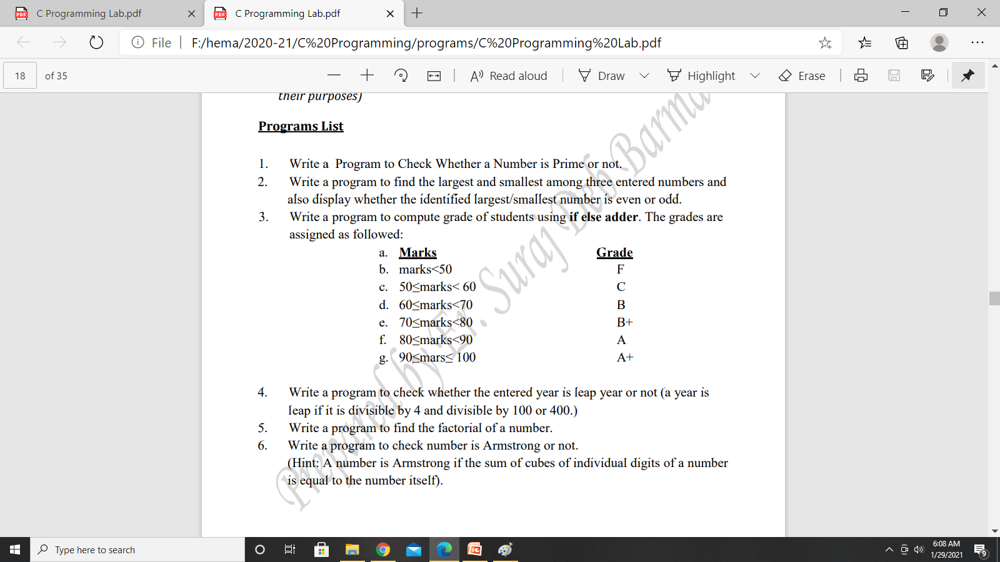 C Programming Lab.pdf
C Programming Lab.pdf
File F:/hema/2020-21/C%20Programming/programs/C%20Programming%20Lab.pdf
18 of 35 Read aloud Draw Highlight Erase
their purposes)
Programs List
1. Write a Program to Check Whether a Number is Prime or not.
2. Write a program to find the largest and smallest among three entered numbers and
also display whether the identified largest/smallest number is even or odd.
3. Write a program to compute grade of students using if else adder. The grades are
assigned as followed:
a. Marks Grade
b. marks<50 F
c. 50≤marks< 60 C
d. 60≤marks<70 B
e. 70≤marks<80 B+
f. 80≤marks<90 A
g. 90≤mars≤ 100 A+
4. Write a program to check whether the entered year is leap year or not (a year is
leap if it is divisible by 4 and divisible by 100 or 400.)
5. Write a program to find the factorial of a number.
6. Write a program to check number is Armstrong or not.
(Hint: A number is Armstrong if the sum of cubes of individual digits of a number
is equal to the number itself).
Prepared by Er. Suraj Deb Barma
Type here to search
6:08 AM
1/29/2021
9